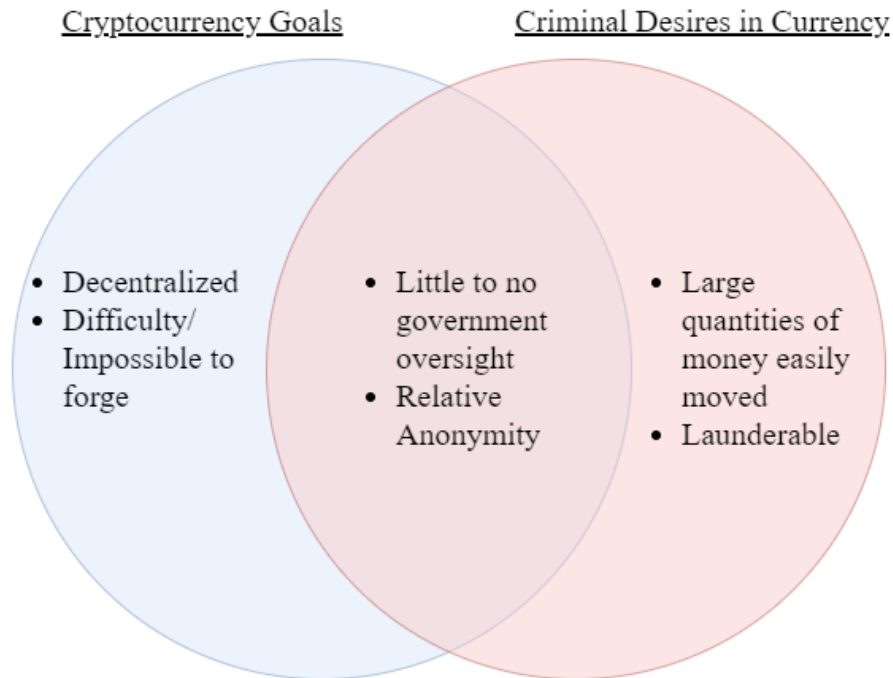 Cryptocurrency Goals
Criminal Desires in Currency
• Decentralized
• Difficulty/
Impossible to
forge
• Little to no
government
oversight
• Relative
Anonymity
• Large
quantities of
money easily
moved
• Launderable